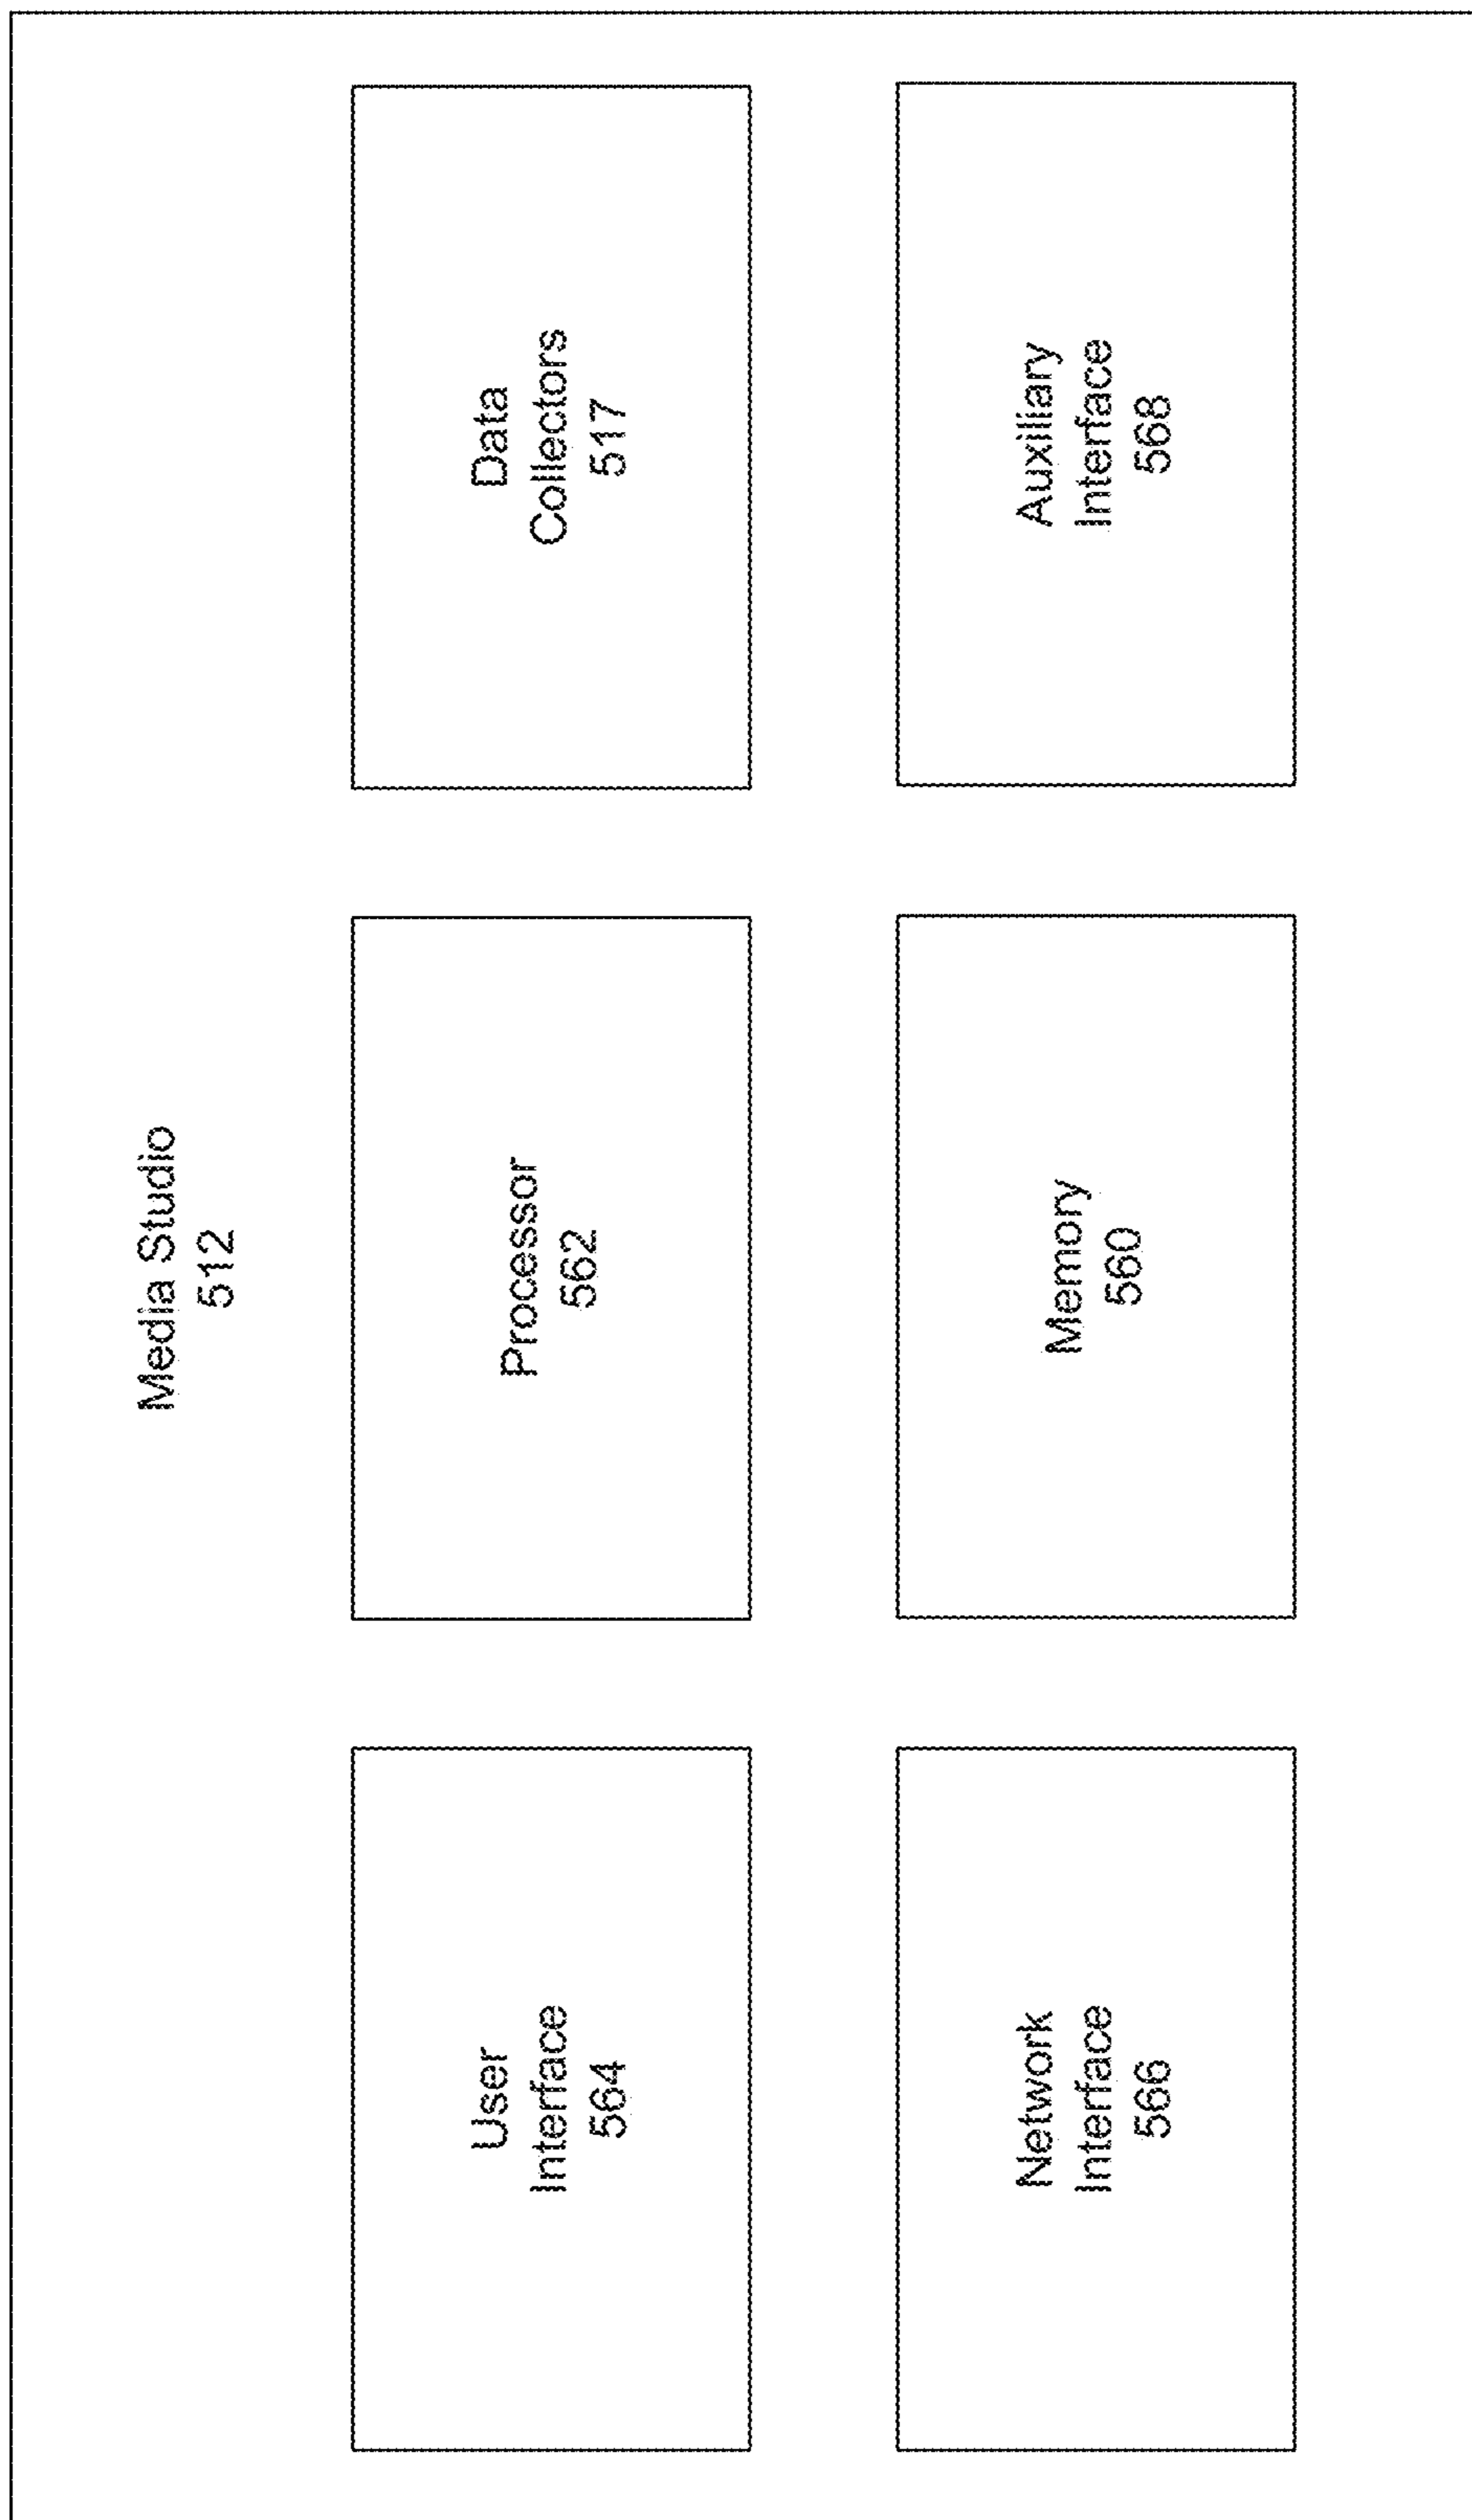 Media Studio
512
User
Interface
564
Processor
562
Data
Collectors
517
Network
Interface
566
Memory
560
Auxiliary
Interface
568